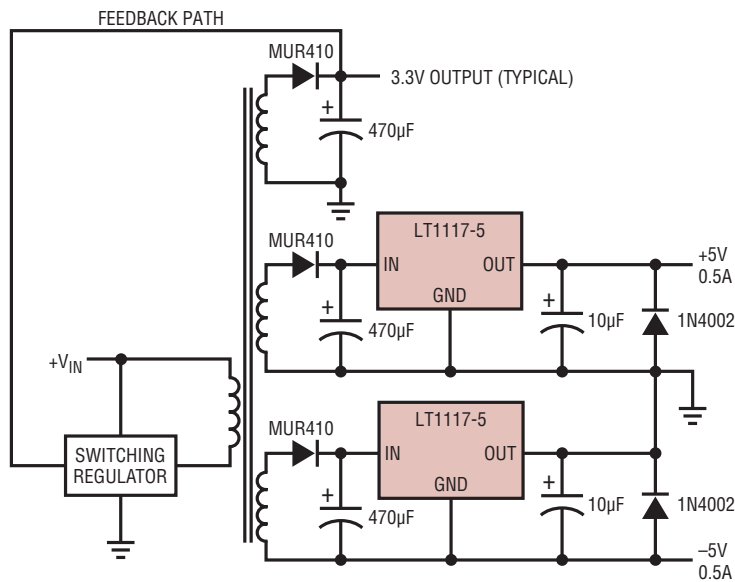 FEEDBACK PATH
MUR410
3.3V OUTPUT (TYPICAL)
+
470µF
MUR410
LT1117-5
IN
OUT
GND
+5V
0.5A
+
470µF
+
10µF
1N4002
+VIN
SWITCHING
REGULATOR
MUR410
LT1117-5
IN
OUT
GND
+
470µF
+
10µF
1N4002
–5V
0.5A